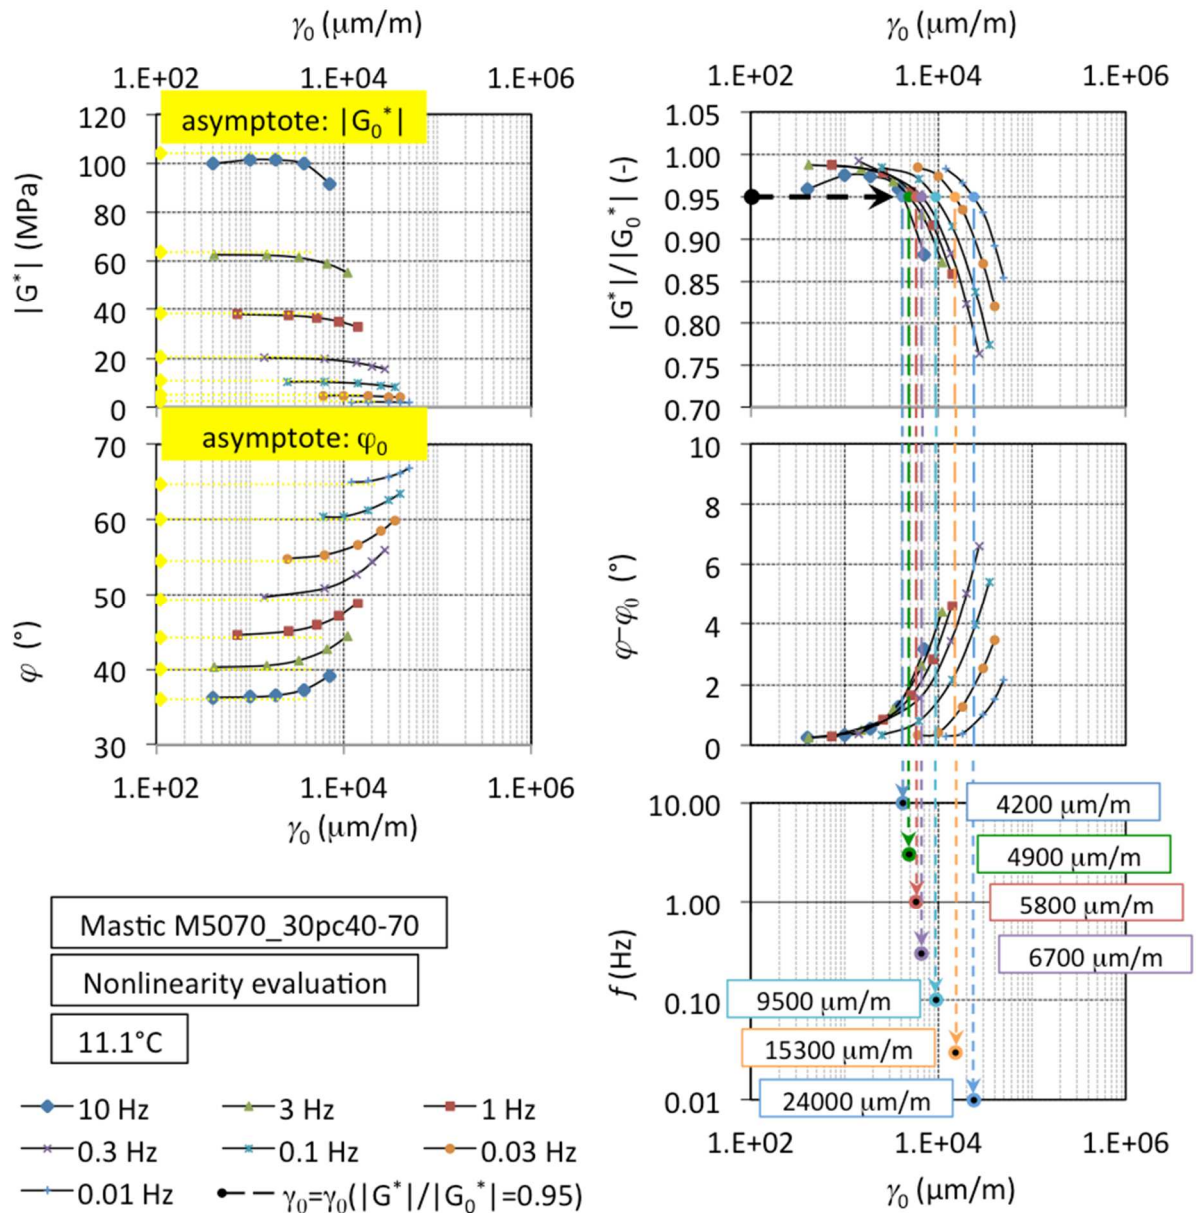 γ₀ (μm/m)
1.E+02 1.E+04 1.E+06
asymptote: |G₀*|
|G*| (MPa)
120
100
80
60
40
20
0
asymptote: φ₀
φ (°)
70
60
50
40
30
1.E+02 1.E+04 1.E+06
γ₀ (μm/m)
γ₀ (μm/m)
1.E+02 1.E+04 1.E+06
|G*|/|G₀*| (-)
1.05
1.00
0.95
0.90
0.85
0.80
0.75
0.70
φ-φ₀ (°)
10
8
6
4
2
0
f (Hz)
10.00
1.00
0.10
0.01
4200 μm/m
4900 μm/m
5800 μm/m
6700 μm/m
9500 μm/m
15300 μm/m
24000 μm/m
1.E+02 1.E+04 1.E+06
γ₀ (μm/m)
Mastic M5070_30pc40-70
Nonlinearity evaluation
11.1°C
10 Hz 3 Hz 1 Hz
0.3 Hz 0.1 Hz 0.03 Hz
0.01 Hz γ₀=γ₀(|G*|/|G₀*|=0.95)